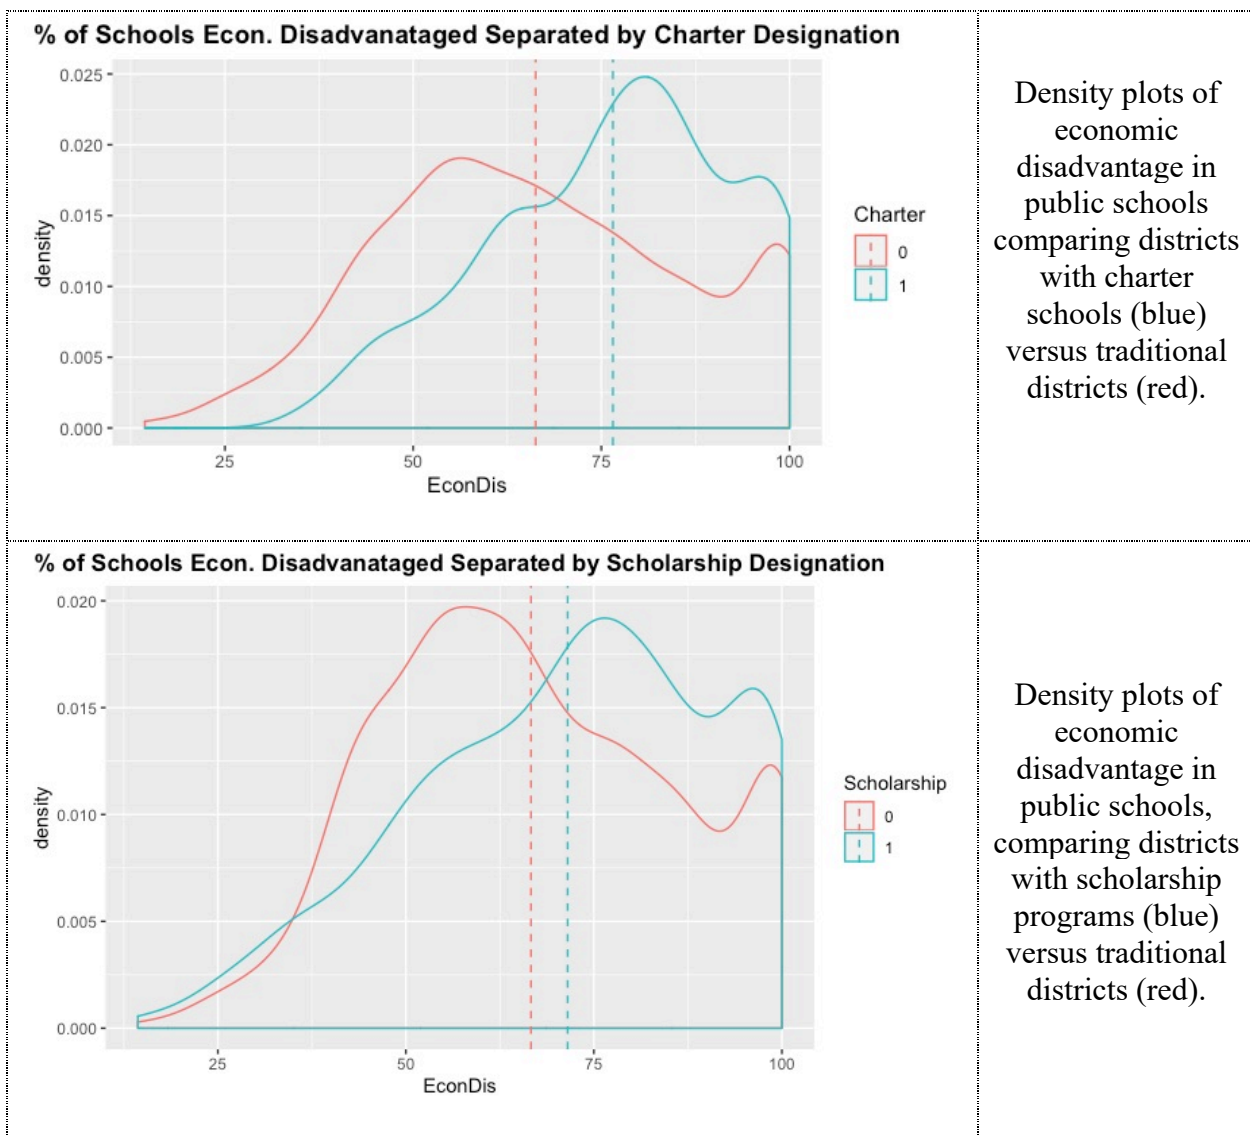 % of Schools Econ. Disadvanataged Separated by Charter Designation
0.025
0.020
0.015
0.010
0.005
0.000
density
25
50
75
100
EconDis
Charter
0
1
Density plots of
economic
disadvantage in
public schools
comparing districts
with charter
schools (blue)
versus traditional
districts (red).
% of Schools Econ. Disadvanataged Separated by Scholarship Designation
0.020
0.015
0.010
0.005
0.000
density
25
50
75
100
EconDis
Scholarship
0
1
Density plots of
economic
disadvantage in
public schools,
comparing districts
with scholarship
programs (blue)
versus traditional
districts (red).